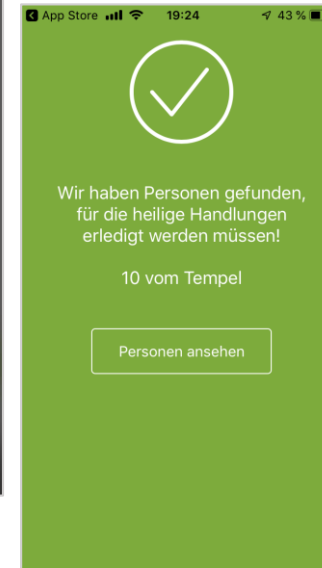 App Store 19:24 43 %
Wir haben Personen gefunden,
für die heilige Handlungen
erledigt werden müssen!
10 vom Tempel
Personen ansehen